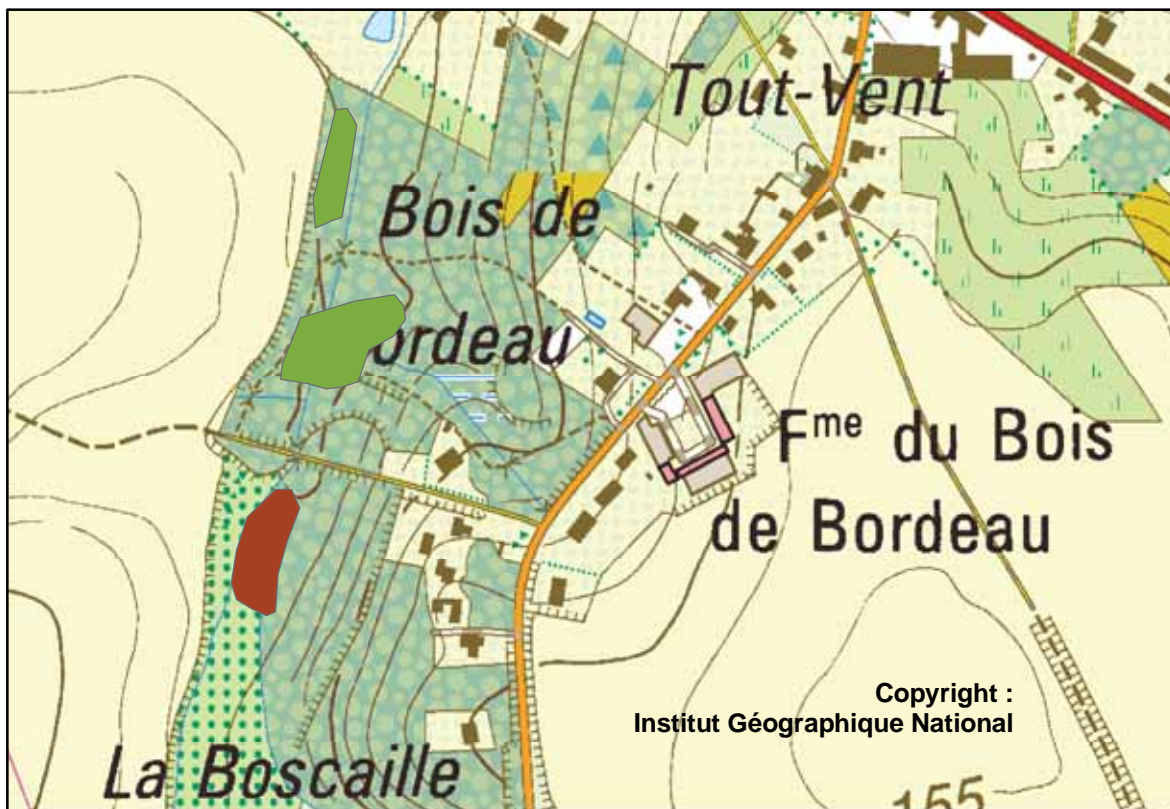 Tout-Vent
Bois de
ordeau
Fme du Bois
de Bordeau
Copyright :
Institut Géographique National
La Boscaille
155